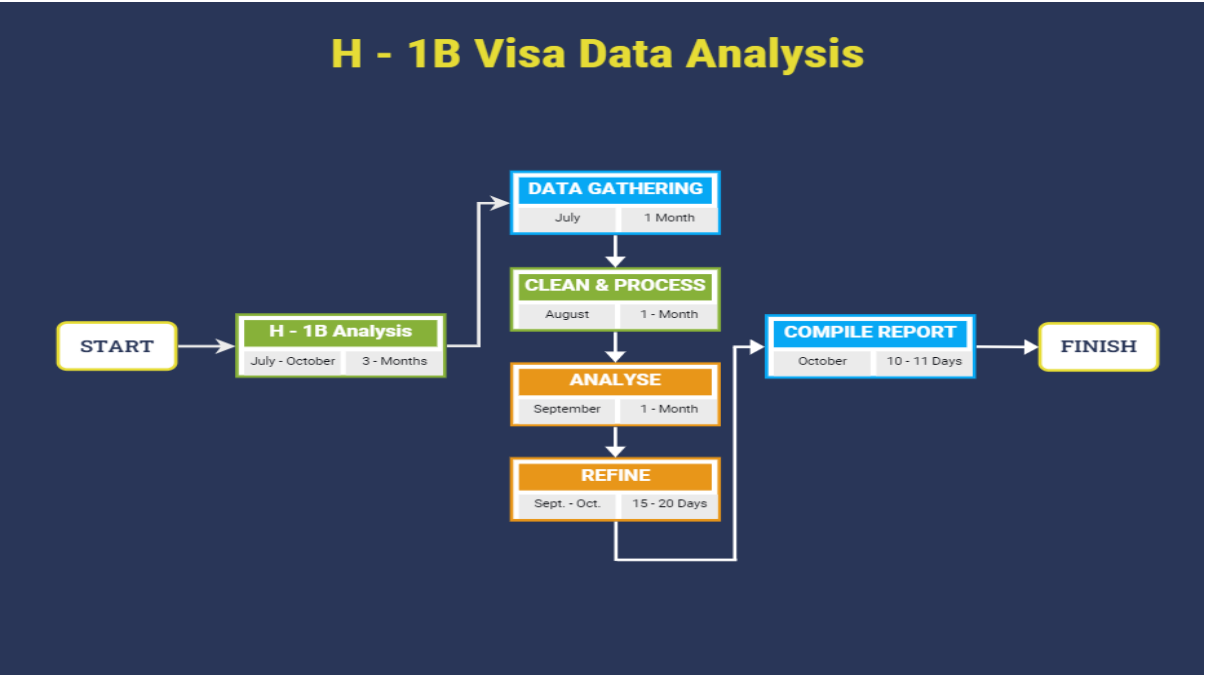 H - 1B Visa Data Analysis
START
H - 1B Analysis
July - October 3 - Months
DATA GATHERING
July 1 Month
CLEAN & PROCESS
August 1 - Month
ANALYSE
September 1 - Month
REFINE
Sept. - Oct. 15 - 20 Days
COMPILE REPORT
October 10 - 11 Days
FINISH